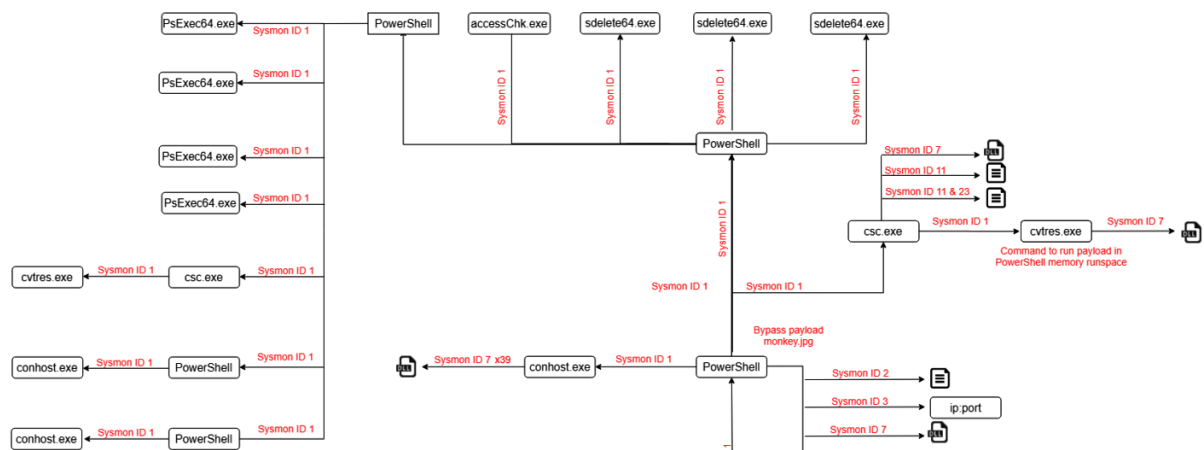 PsExec64.exe
Sysmon ID 1
PowerShell
accessChk.exe
sdelete64.exe
sdelete64.exe
sdelete64.exe
PsExec64.exe
Sysmon ID 1
Sysmon ID 1
Sysmon ID 1
Sysmon ID 1
Sysmon ID 1
PsExec64.exe
Sysmon ID 1
PowerShell
Sysmon ID 7
DLL
Sysmon ID 11
Sysmon ID 11 & 23
PsExec64.exe
Sysmon ID 1
Sysmon ID 1
csc.exe
Sysmon ID 1
cvtres.exe
Sysmon ID 7
DLL
Command to run payload in
PowerShell memory runspace
cvtres.exe
Sysmon ID 1
csc.exe
Sysmon ID 1
Sysmon ID 1
Sysmon ID 1
Bypass payload
monkey.jpg
conhost.exe
Sysmon ID 1
PowerShell
Sysmon ID 1
DLL
Sysmon ID 7 x39
conhost.exe
Sysmon ID 1
PowerShell
Sysmon ID 2
Sysmon ID 3
ip:port
conhost.exe
Sysmon ID 1
PowerShell
Sysmon ID 1
1
Sysmon ID 7
DLL